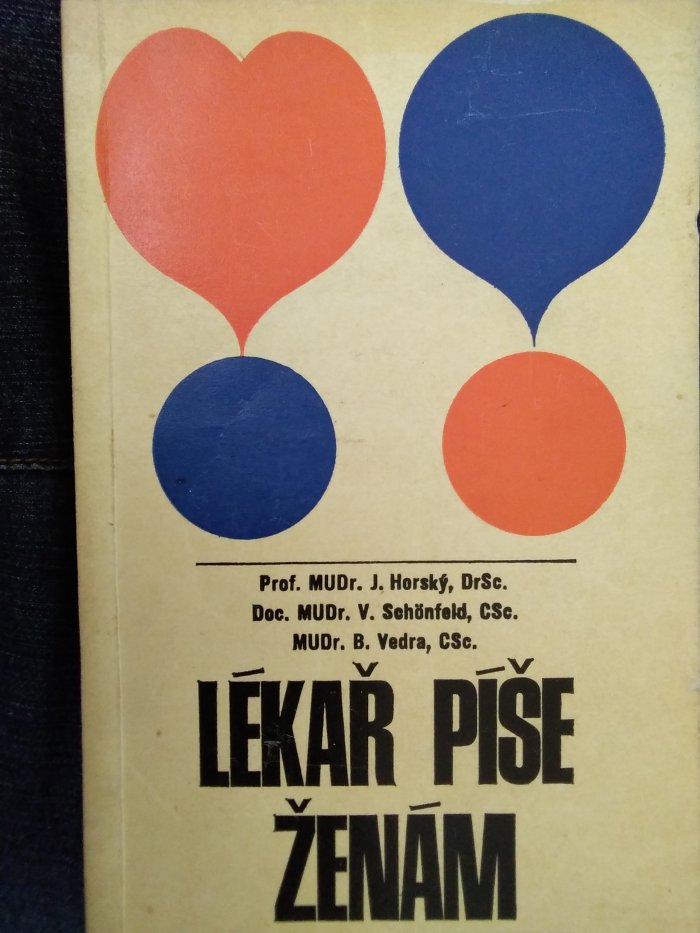 Prof. MUDr. J. Horský, DrSc.
Doc. MUDr. V. Schönfeld, CSc.
MUDr. B. Vedra, CSc.
LÉKAŘ PÍŠE
ŽENÁM